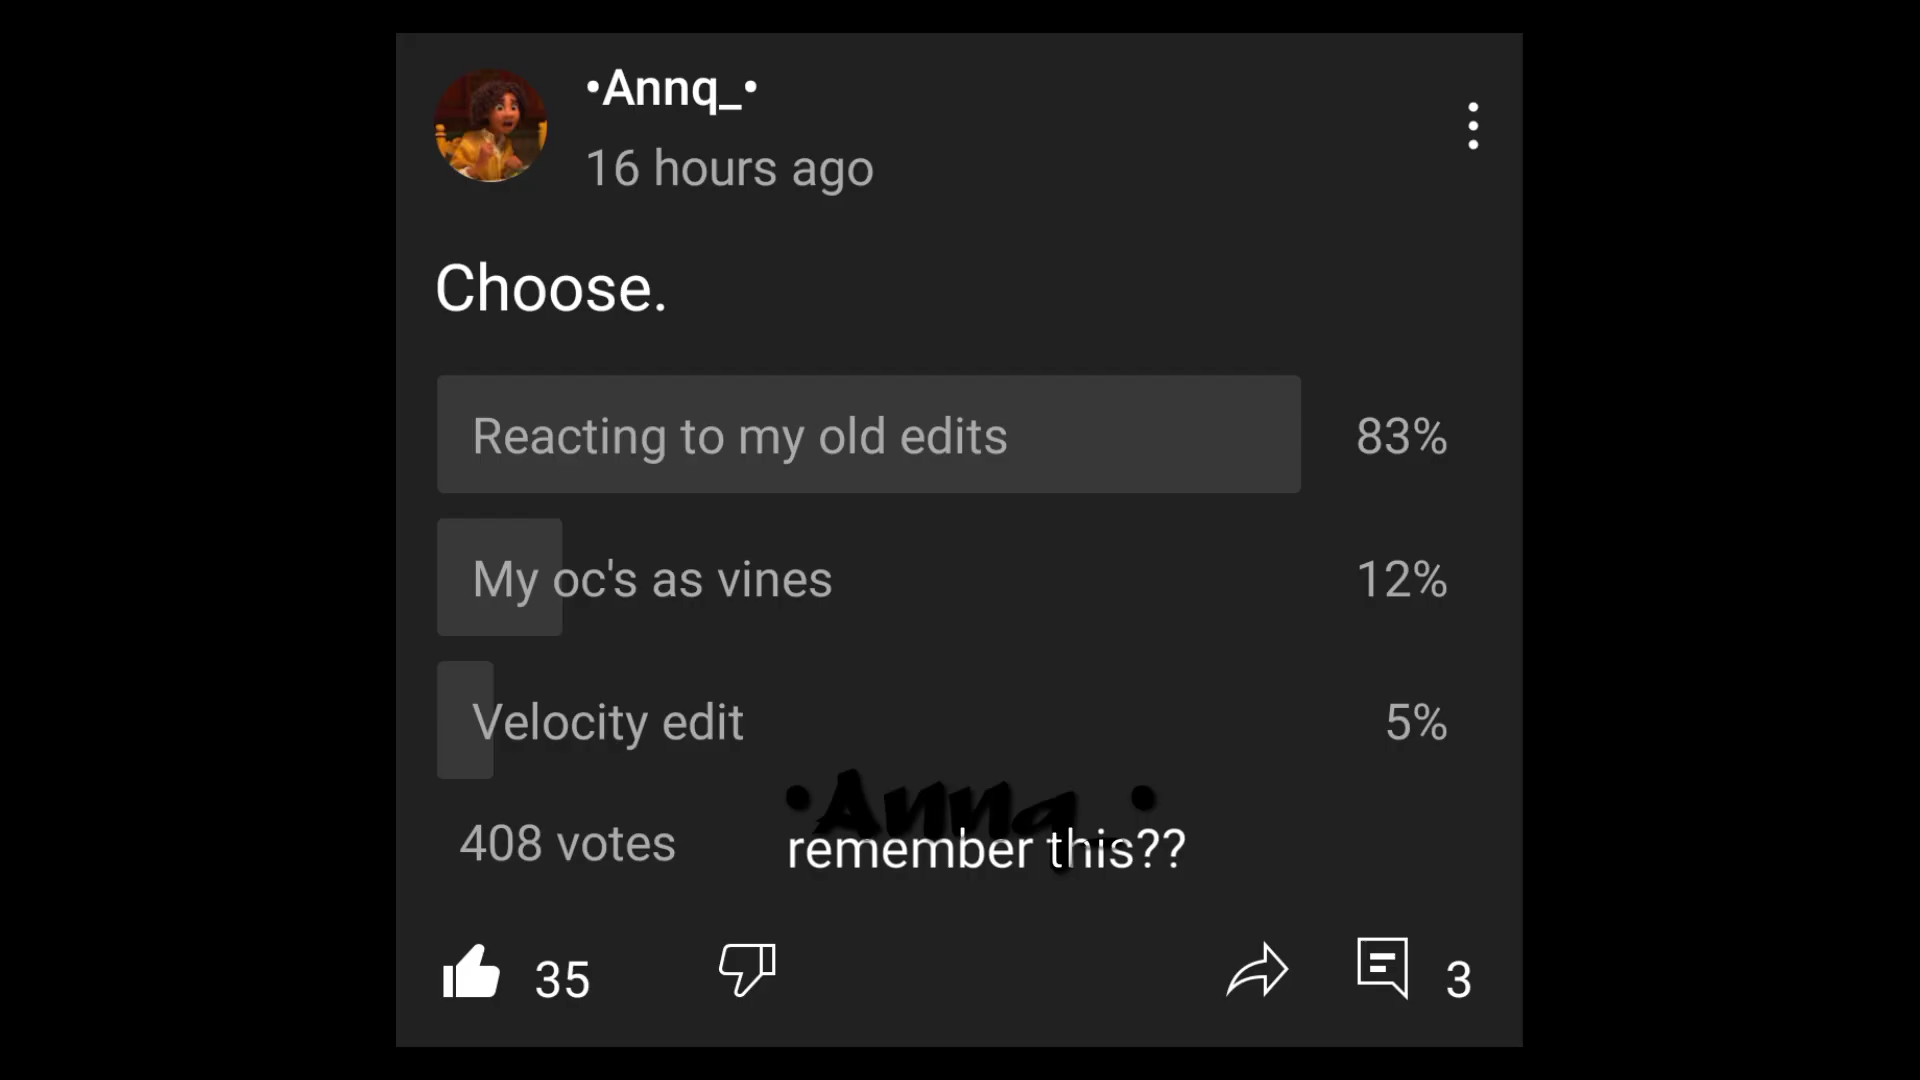 •Annq_•
16 hours ago
Choose.
Reacting to my old edits 83%
My oc's as vines 12%
Velocity edit 5%
•Annq_•
408 votes
remember this??
35
3